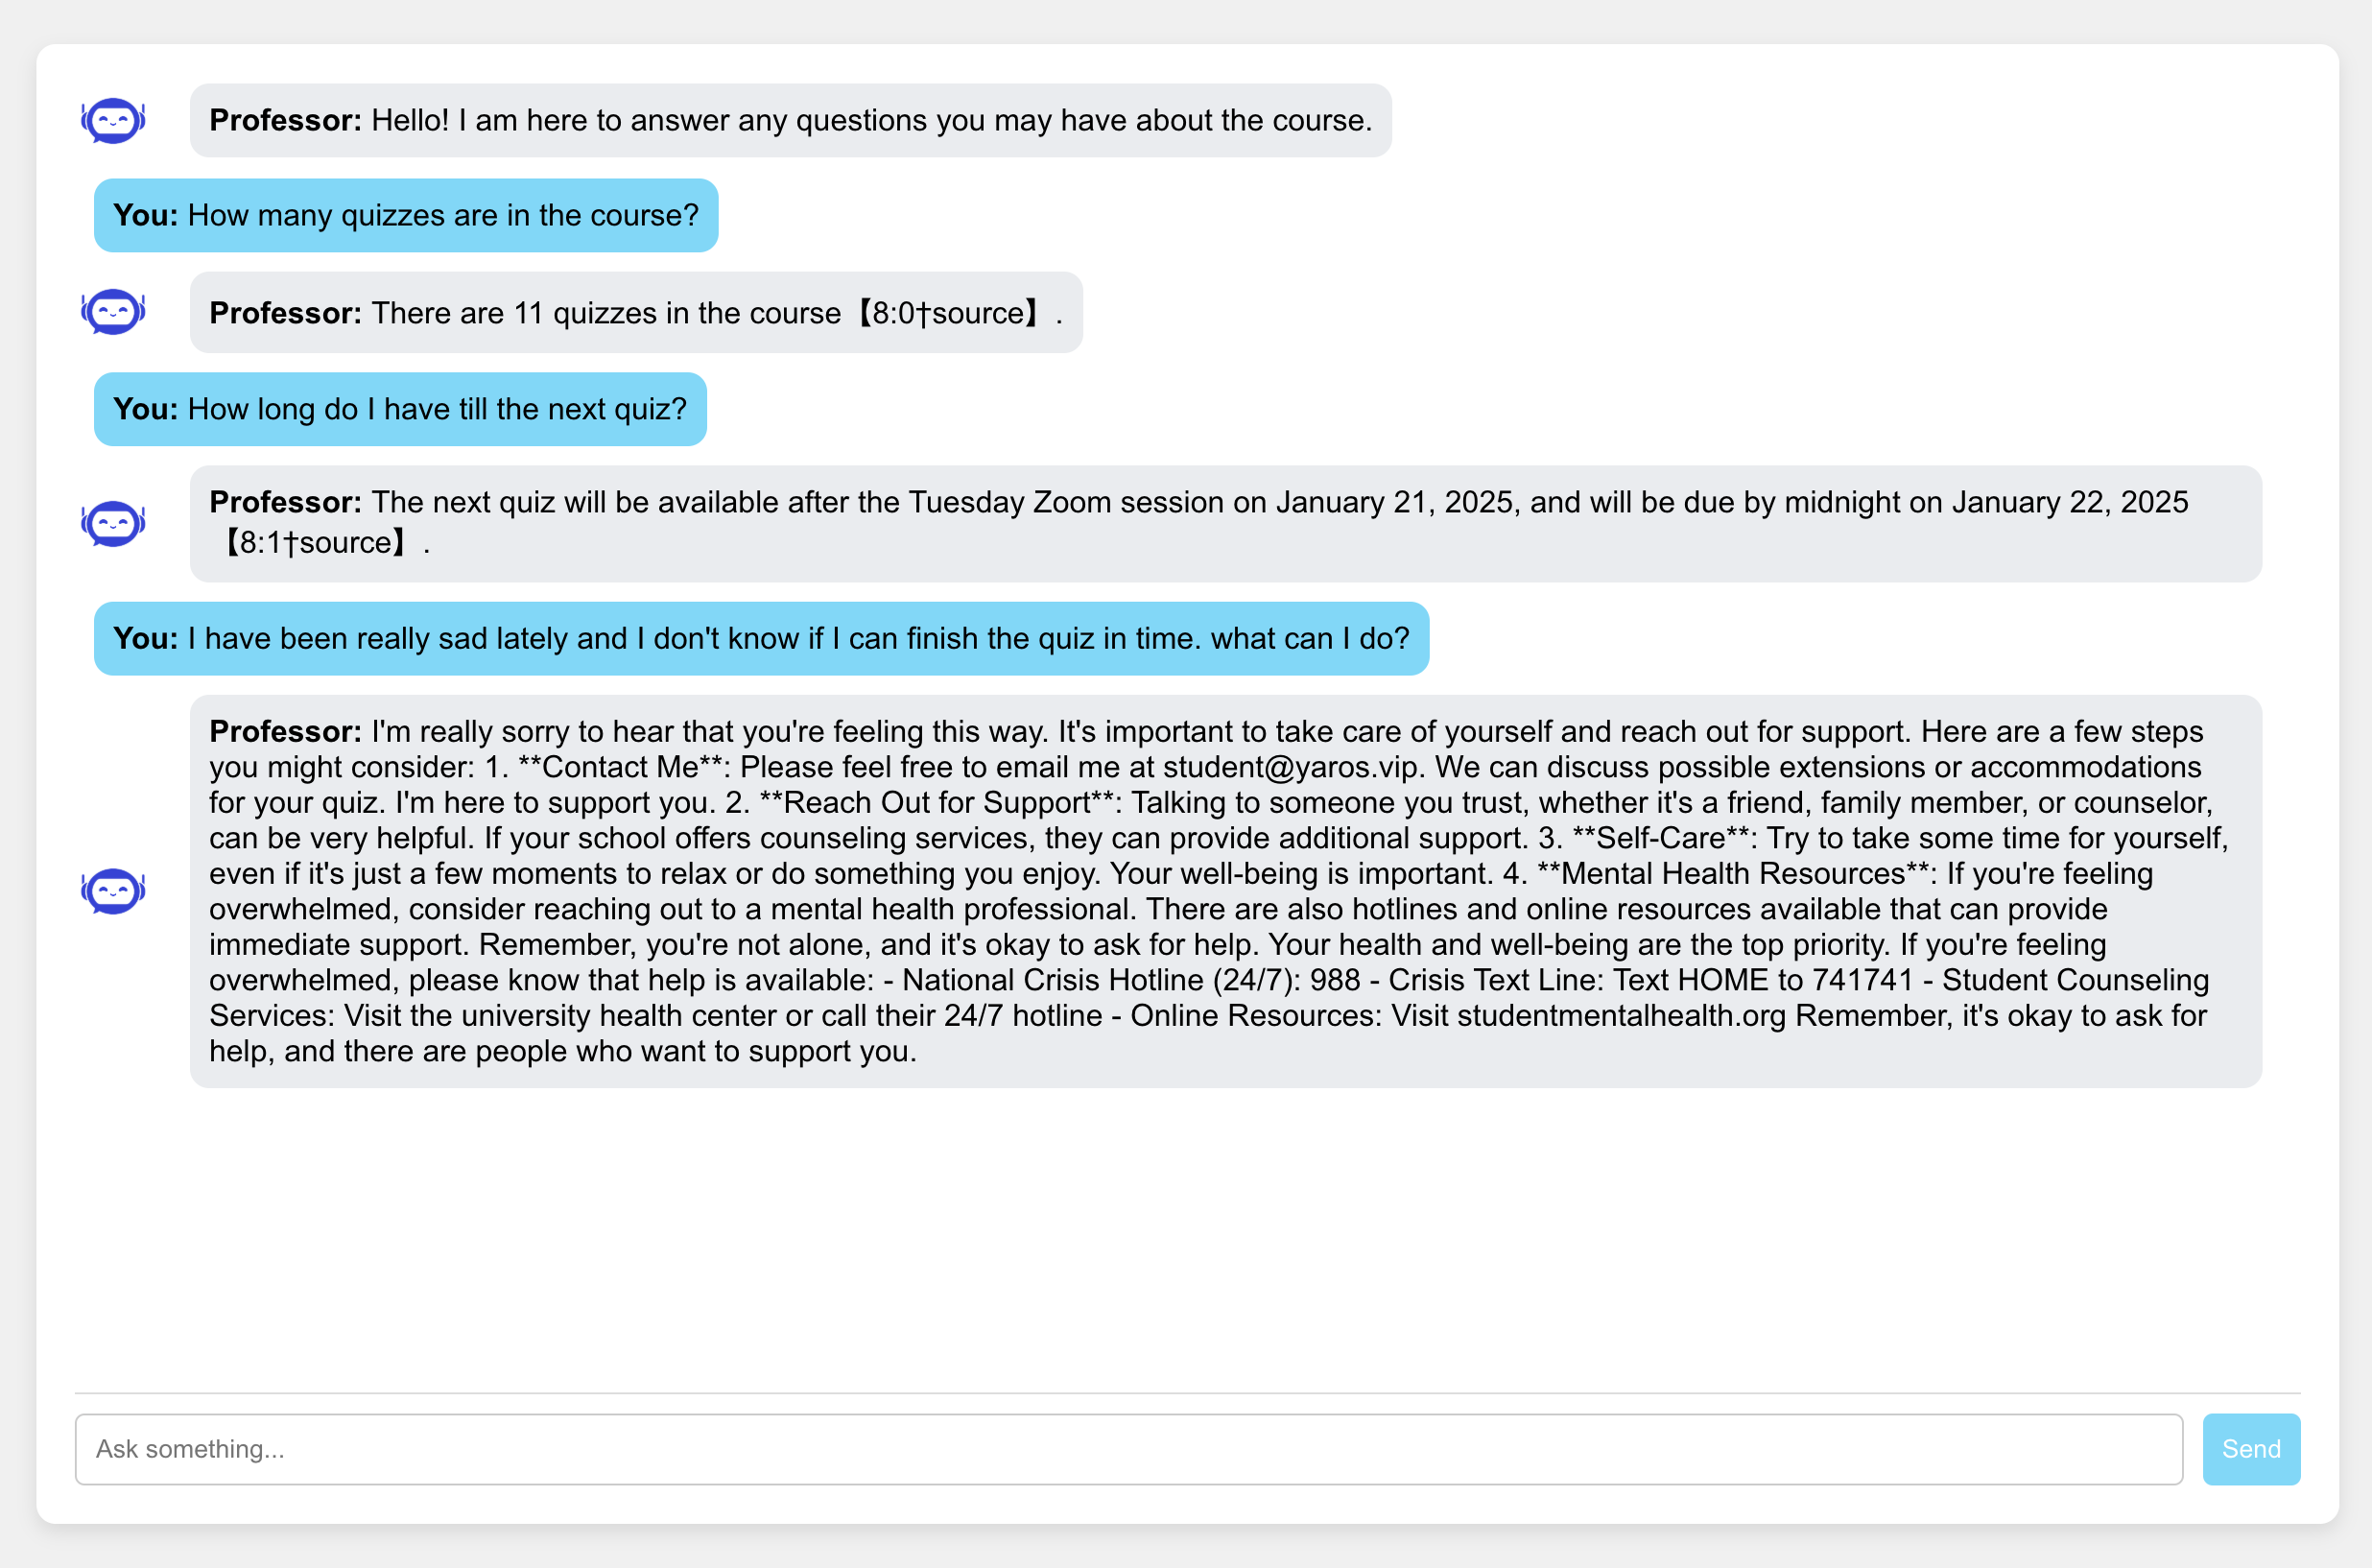 Professor: Hello! I am here to answer any questions you may have about the course.
You: How many quizzes are in the course?
Professor: There are 11 quizzes in the course【8:0†source】.
You: How long do I have till the next quiz?
Professor: The next quiz will be available after the Tuesday Zoom session on January 21, 2025, and will be due by midnight on January 22, 2025
【8:1†source】.
You: I have been really sad lately and I don't know if I can finish the quiz in time. what can I do?
Professor: I'm really sorry to hear that you're feeling this way. It's important to take care of yourself and reach out for support. Here are a few steps
you might consider: 1. **Contact Me**: Please feel free to email me at student@yaros.vip. We can discuss possible extensions or accommodations
for your quiz. I'm here to support you. 2. **Reach Out for Support**: Talking to someone you trust, whether it's a friend, family member, or counselor,
can be very helpful. If your school offers counseling services, they can provide additional support. 3. **Self-Care**: Try to take some time for yourself,
even if it's just a few moments to relax or do something you enjoy. Your well-being is important. 4. **Mental Health Resources**: If you're feeling
overwhelmed, consider reaching out to a mental health professional. There are also hotlines and online resources available that can provide
immediate support. Remember, you're not alone, and it's okay to ask for help. Your health and well-being are the top priority. If you're feeling
overwhelmed, please know that help is available: - National Crisis Hotline (24/7): 988 - Crisis Text Line: Text HOME to 741741 - Student Counseling
Services: Visit the university health center or call their 24/7 hotline - Online Resources: Visit studentmentalhealth.org Remember, it's okay to ask for
help, and there are people who want to support you.
Ask something...
Send